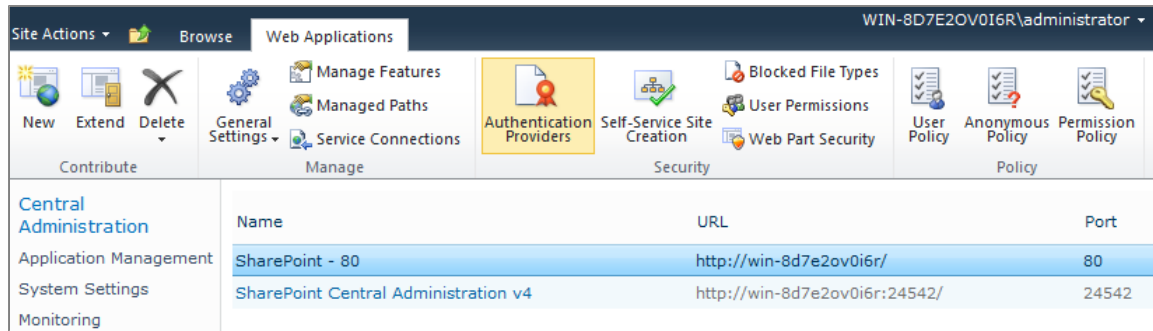 WIN-8D7E2OV0I6R\administrator
Site Actions Browse Web Applications
New Extend Delete
Contribute
General Settings
Manage Features
Managed Paths
Service Connections
Manage
Authentication Providers
Self-Service Site Creation
Blocked File Types
User Permissions
Web Part Security
Security
User Policy
Anonymous Policy
Permission Policy
Policy
Central Administration
Application Management
System Settings
Monitoring
Name URL Port
SharePoint - 80 http://win-8d7e2ov0i6r/ 80
SharePoint Central Administration v4 http://win-8d7e2ov0i6r:24542/ 24542